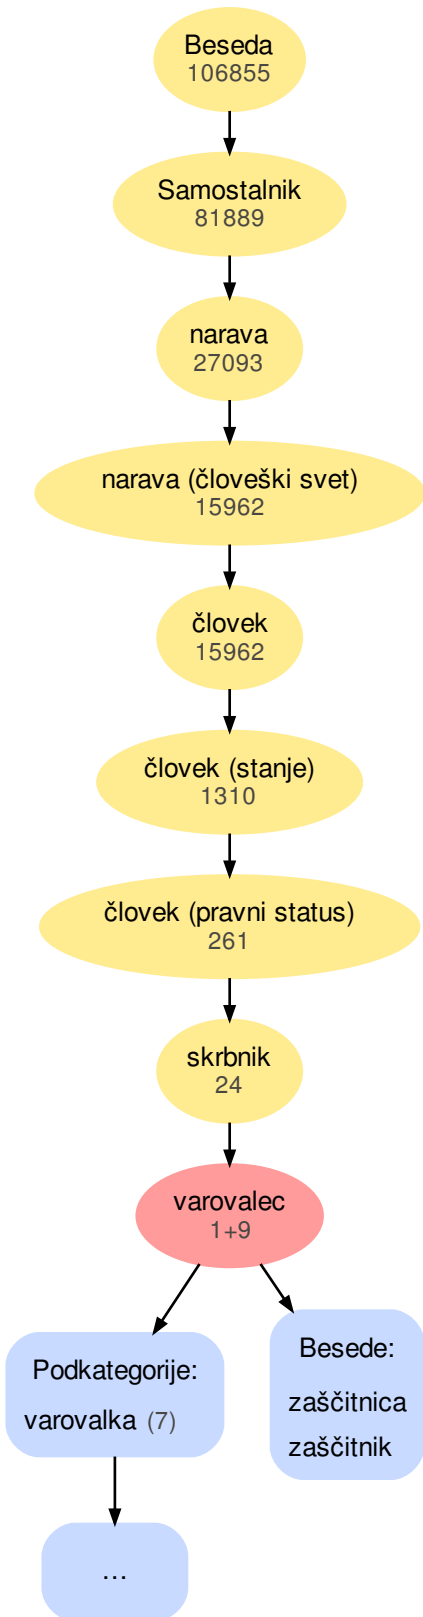 Beseda
106855
Samostalnik
81889
narava
27093
narava (človeški svet)
15962
človek
15962
človek (stanje)
1310
človek (pravni status)
261
skrbnik
24
varovalec
1+9
Podkategorije:
varovalka (7)
Besede:
zaščitnica
zaščitnik
...